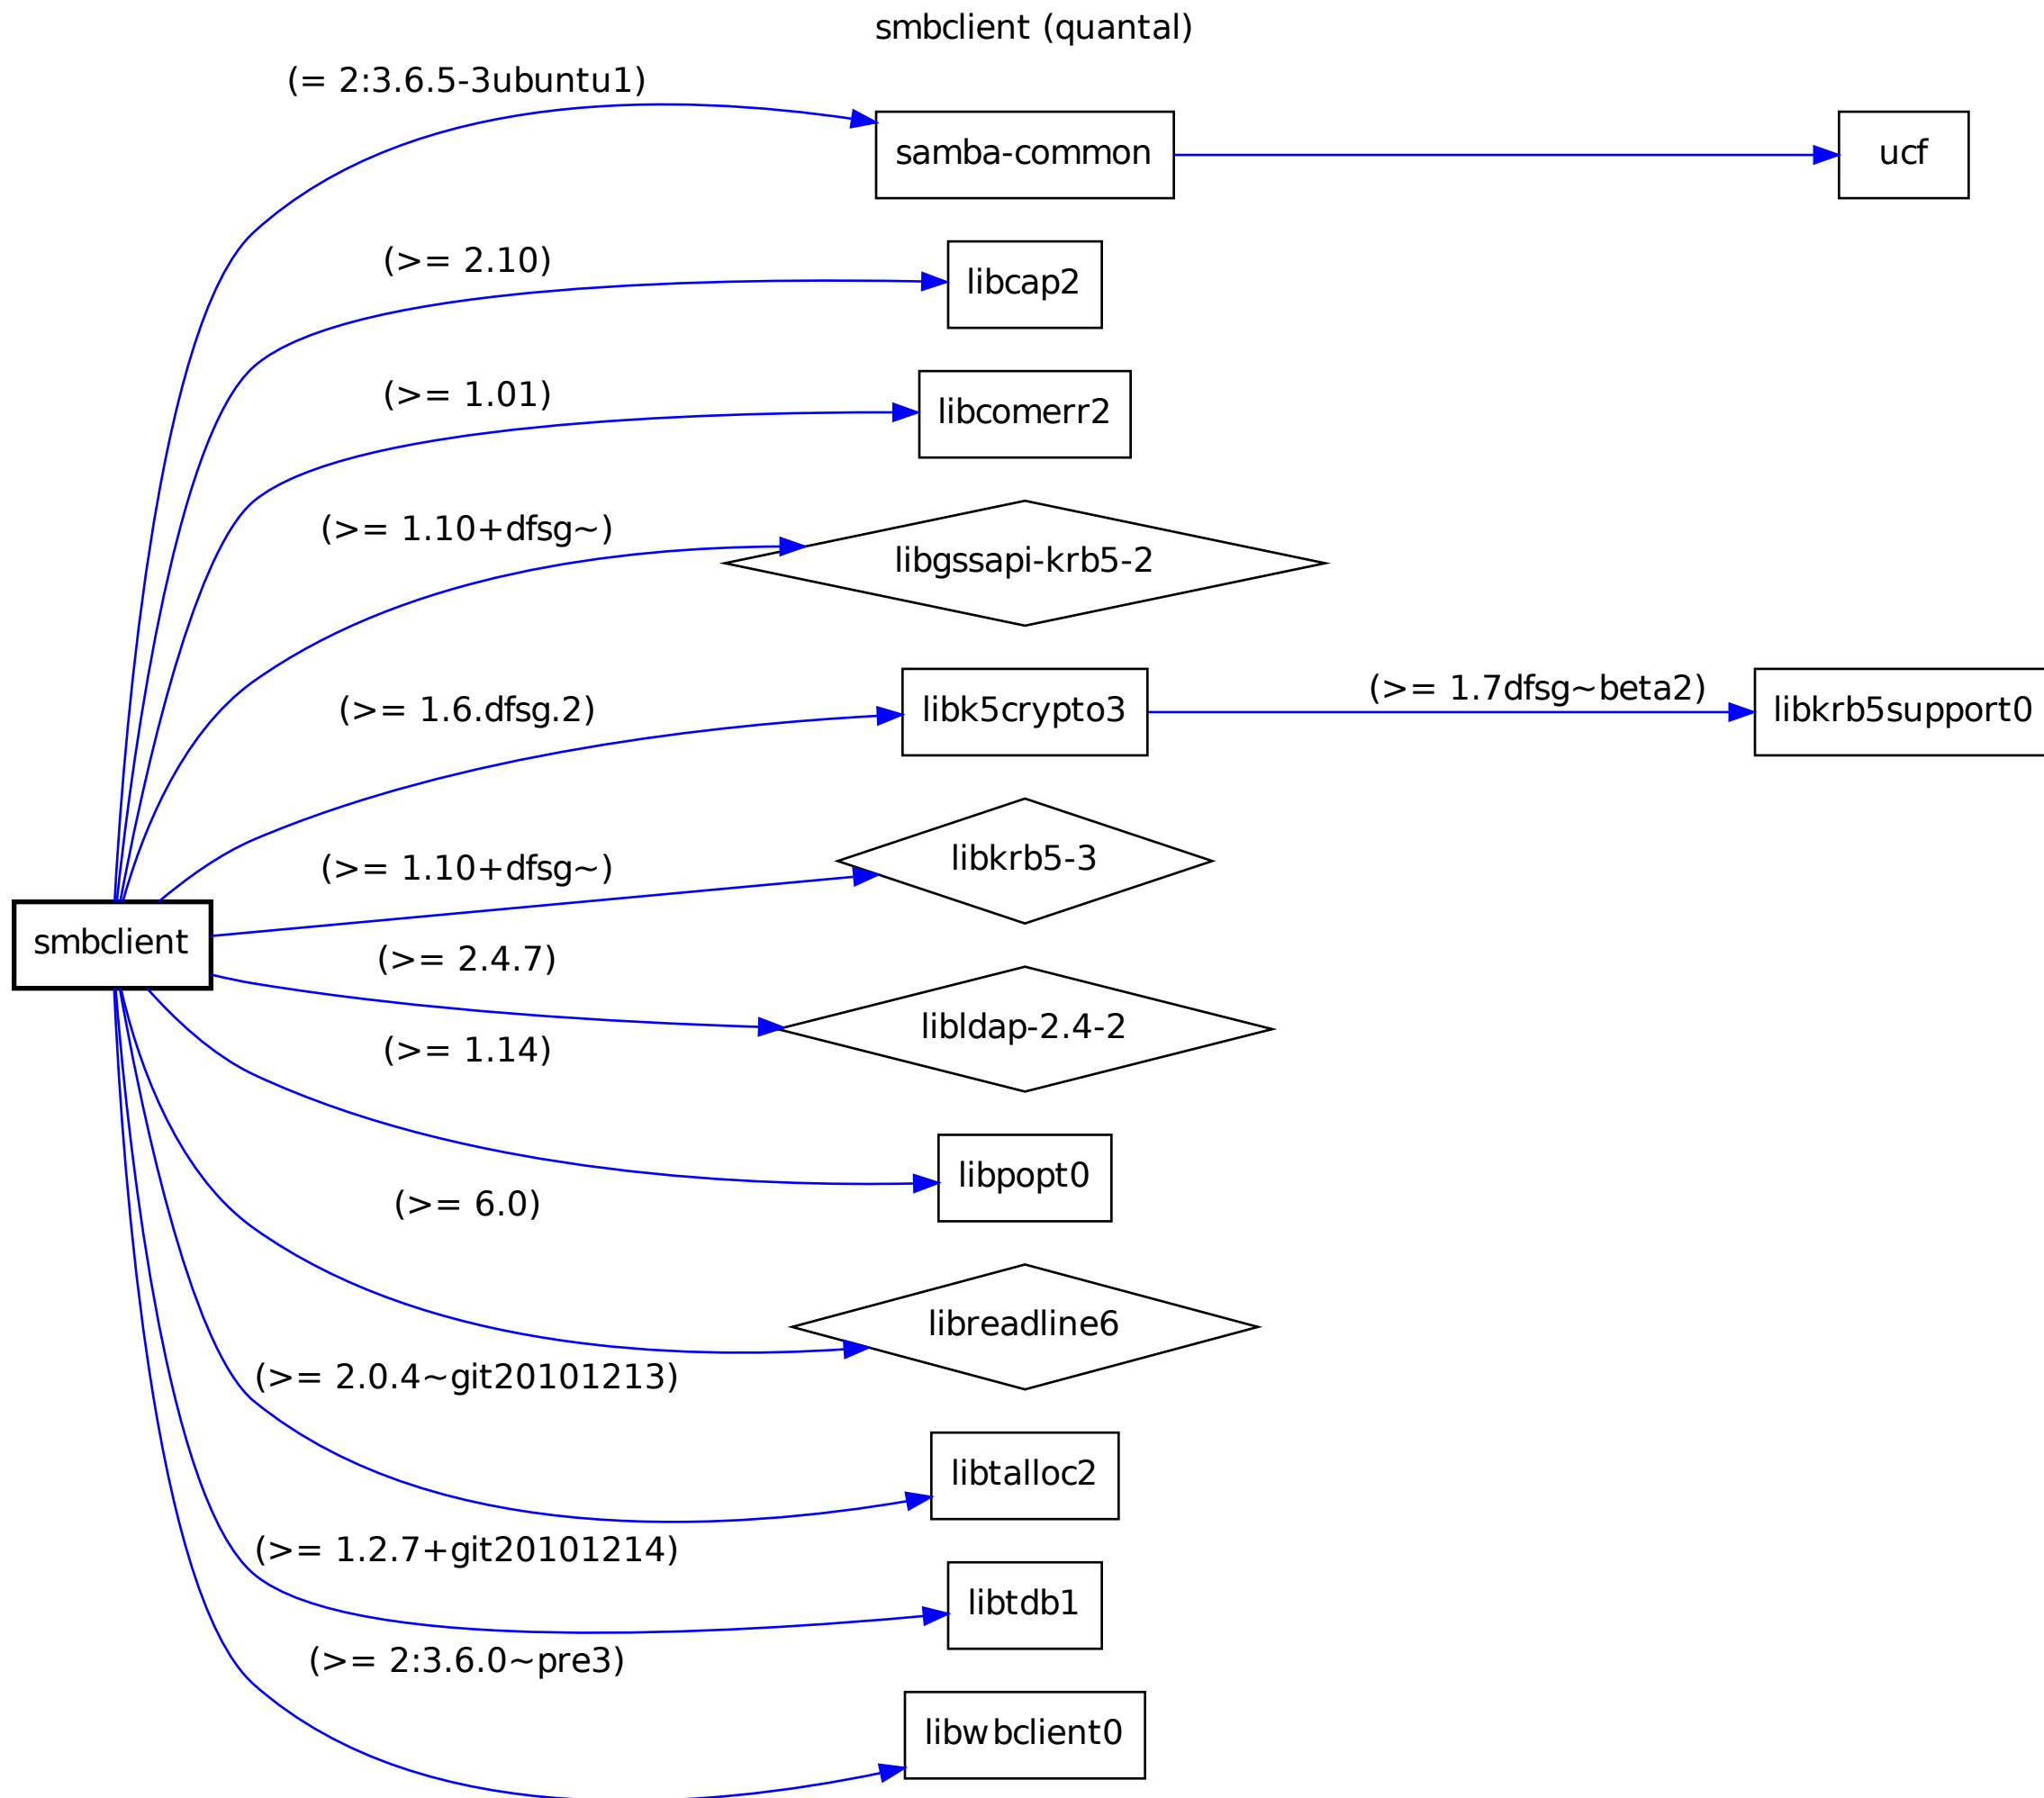 smbclient (quantal)
(= 2:3.6.5-3ubuntu1)
samba-common
ucf
(>= 2.10)
libcap2
(>= 1.01)
libcomerr2
(>= 1.10+dfsg~)
libgssapi-krb5-2
(>= 1.6.dfsg.2)
libk5crypto3
(>= 1.7dfsg~beta2)
libkrb5support0
(>= 1.10+dfsg~)
libkrb5-3
smbclient
(>= 2.4.7)
libldap-2.4-2
(>= 1.14)
libpopt0
(>= 6.0)
libreadline6
(>= 2.0.4~git20101213)
libtalloc2
(>= 1.2.7+git20101214)
libtdb1
(>= 2:3.6.0~pre3)
libwbclient0